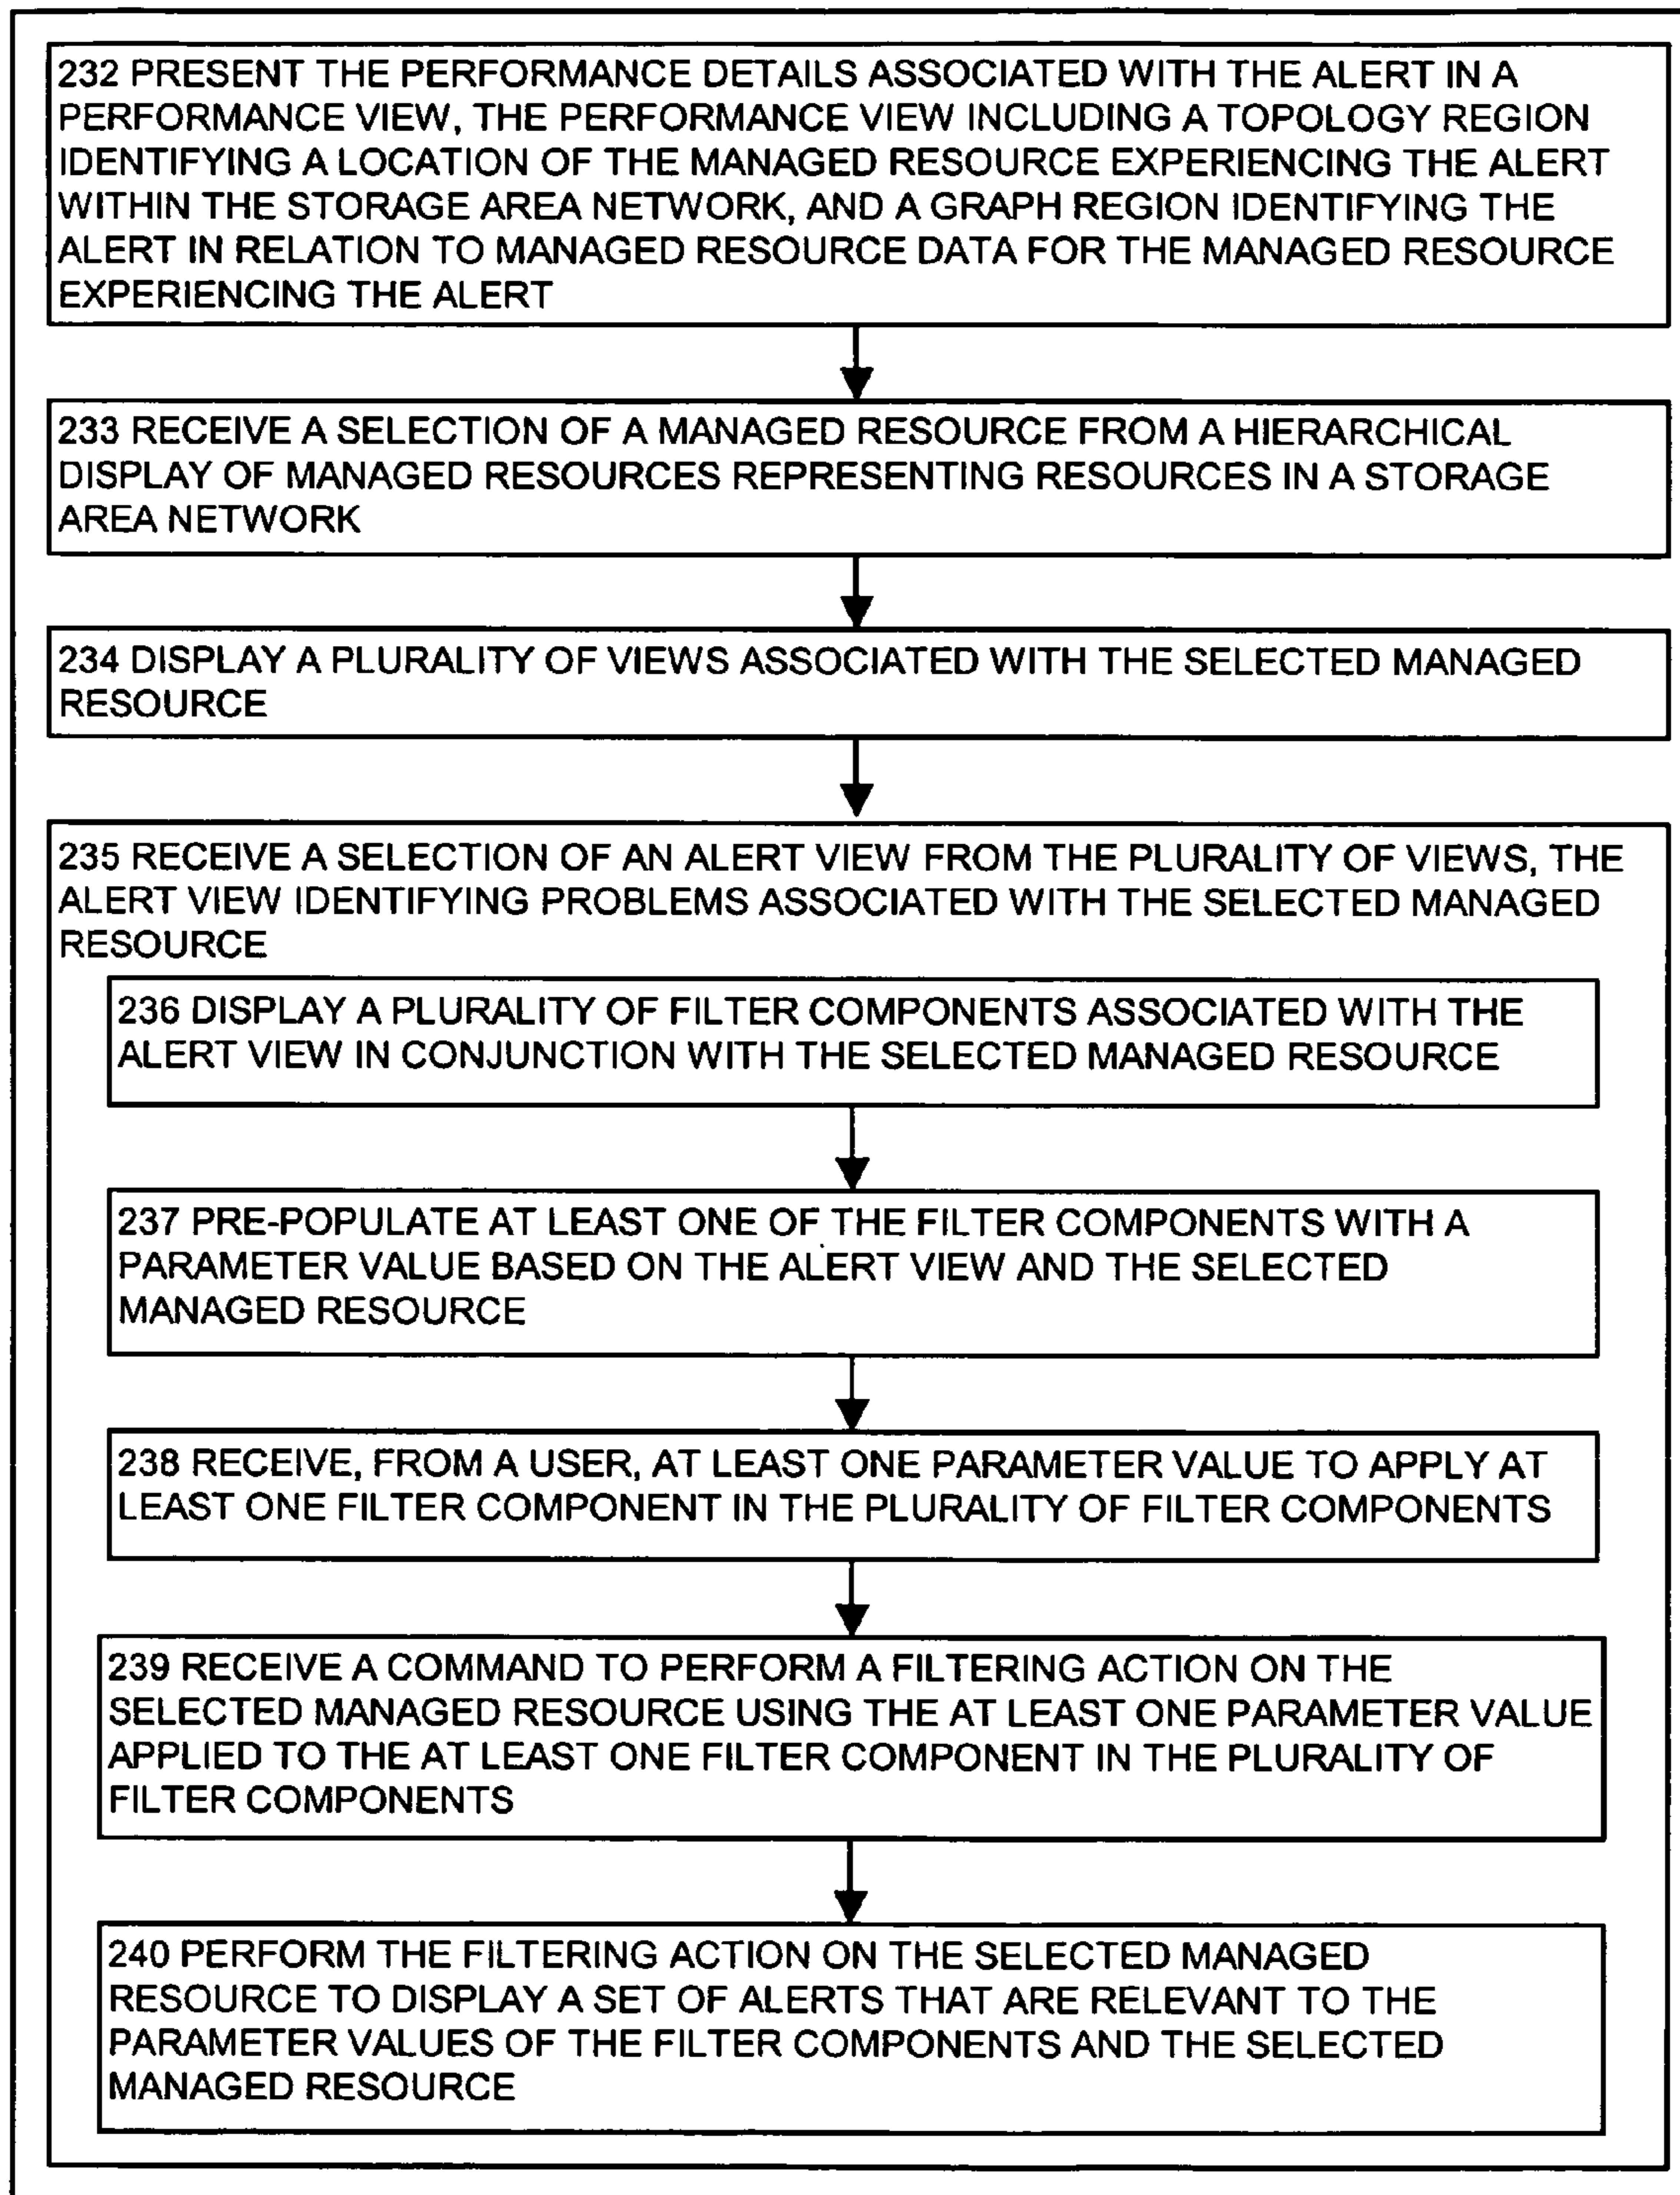 232 PRESENT THE PERFORMANCE DETAILS ASSOCIATED WITH THE ALERT IN A
PERFORMANCE VIEW, THE PERFORMANCE VIEW INCLUDING A TOPOLOGY REGION
IDENTIFYING A LOCATION OF THE MANAGED RESOURCE EXPERIENCING THE ALERT
WITHIN THE STORAGE AREA NETWORK, AND A GRAPH REGION IDENTIFYING THE
ALERT IN RELATION TO MANAGED RESOURCE DATA FOR THE MANAGED RESOURCE
EXPERIENCING THE ALERT
233 RECEIVE A SELECTION OF A MANAGED RESOURCE FROM A HIERARCHICAL
DISPLAY OF MANAGED RESOURCES REPRESENTING RESOURCES IN A STORAGE
AREA NETWORK
234 DISPLAY A PLURALITY OF VIEWS ASSOCIATED WITH THE SELECTED MANAGED
RESOURCE
235 RECEIVE A SELECTION OF AN ALERT VIEW FROM THE PLURALITY OF VIEWS, THE
ALERT VIEW IDENTIFYING PROBLEMS ASSOCIATED WITH THE SELECTED MANAGED
RESOURCE
236 DISPLAY A PLURALITY OF FILTER COMPONENTS ASSOCIATED WITH THE
ALERT VIEW IN CONJUNCTION WITH THE SELECTED MANAGED RESOURCE
237 PRE-POPULATE AT LEAST ONE OF THE FILTER COMPONENTS WITH A
PARAMETER VALUE BASED ON THE ALERT VIEW AND THE SELECTED
MANAGED RESOURCE
238 RECEIVE, FROM A USER, AT LEAST ONE PARAMETER VALUE TO APPLY AT
LEAST ONE FILTER COMPONENT IN THE PLURALITY OF FILTER COMPONENTS
239 RECEIVE A COMMAND TO PERFORM A FILTERING ACTION ON THE
SELECTED MANAGED RESOURCE USING THE AT LEAST ONE PARAMETER VALUE
APPLIED TO THE AT LEAST ONE FILTER COMPONENT IN THE PLURALITY OF
FILTER COMPONENTS
240 PERFORM THE FILTERING ACTION ON THE SELECTED MANAGED
RESOURCE TO DISPLAY A SET OF ALERTS THAT ARE RELEVANT TO THE
PARAMETER VALUES OF THE FILTER COMPONENTS AND THE SELECTED
MANAGED RESOURCE